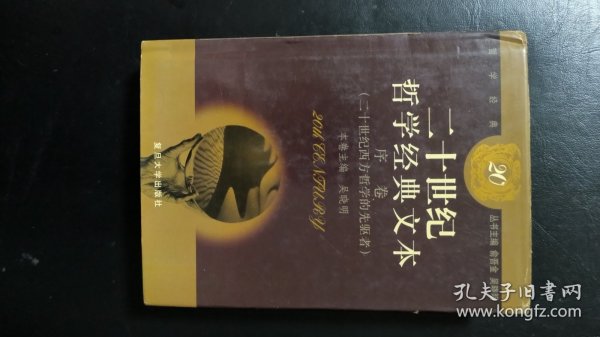 哲学经典
20
丛书主编 俞吾金 吴晓明
二十世纪
哲学经典文本
序卷
(二十世纪西方哲学的先驱者)
本卷主编 吴晓明
20th CENTURY
复旦大学出版社
孔夫子旧书网
www.kongfz.com